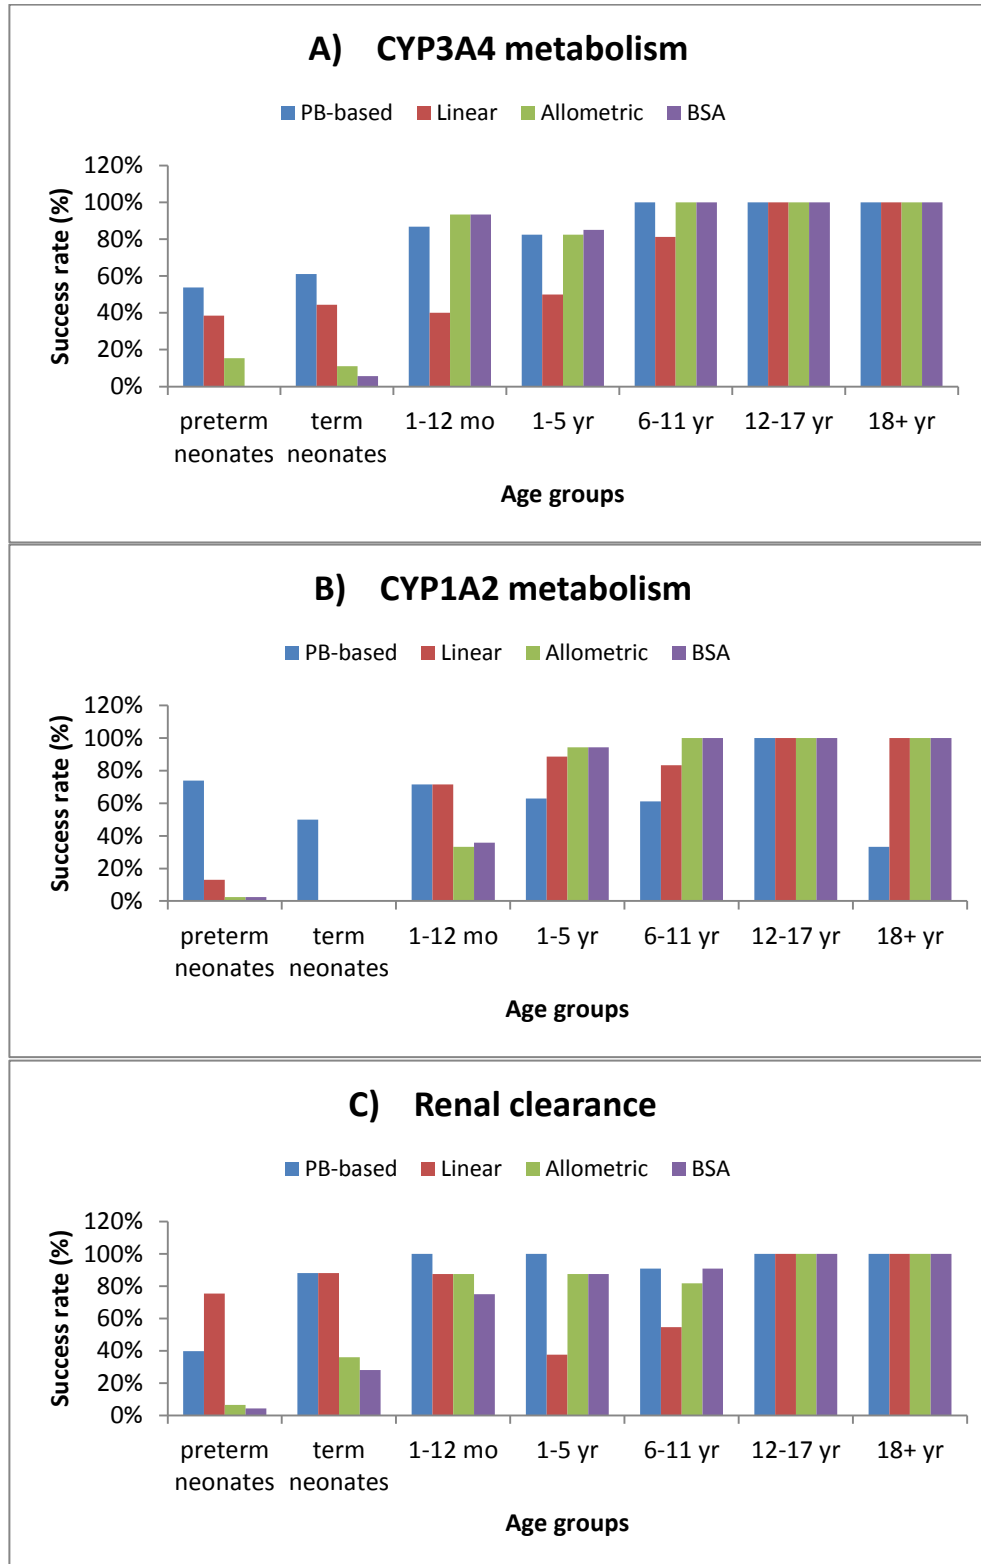 A) CYP3A4 metabolism
PB-based Linear Allometric BSA
120%
100%
80%
60%
40%
20%
0%
Success rate (%)
preterm neonates
term neonates
1-12 mo
1-5 yr
6-11 yr
12-17 yr
18+ yr
Age groups
B) CYP1A2 metabolism
PB-based Linear Allometric BSA
120%
100%
80%
60%
40%
20%
0%
Success rate (%)
preterm neonates
term neonates
1-12 mo
1-5 yr
6-11 yr
12-17 yr
18+ yr
Age groups
C) Renal clearance
PB-based Linear Allometric BSA
120%
100%
80%
60%
40%
20%
0%
Success rate (%)
preterm neonates
term neonates
1-12 mo
1-5 yr
6-11 yr
12-17 yr
18+ yr
Age groups